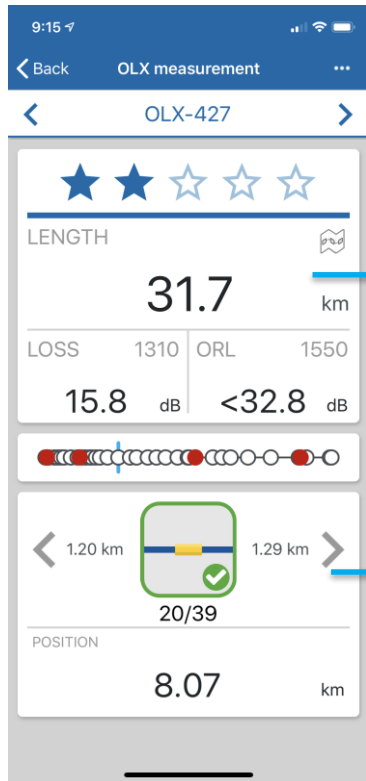 9:15
Back OLX measurement ...
OLX-427
LENGTH
31.7 km
LOSS 1310 ORL 1550
15.8 dB <32.8 dB
1.20 km 1.29 km
20/39
POSITION
8.07 km